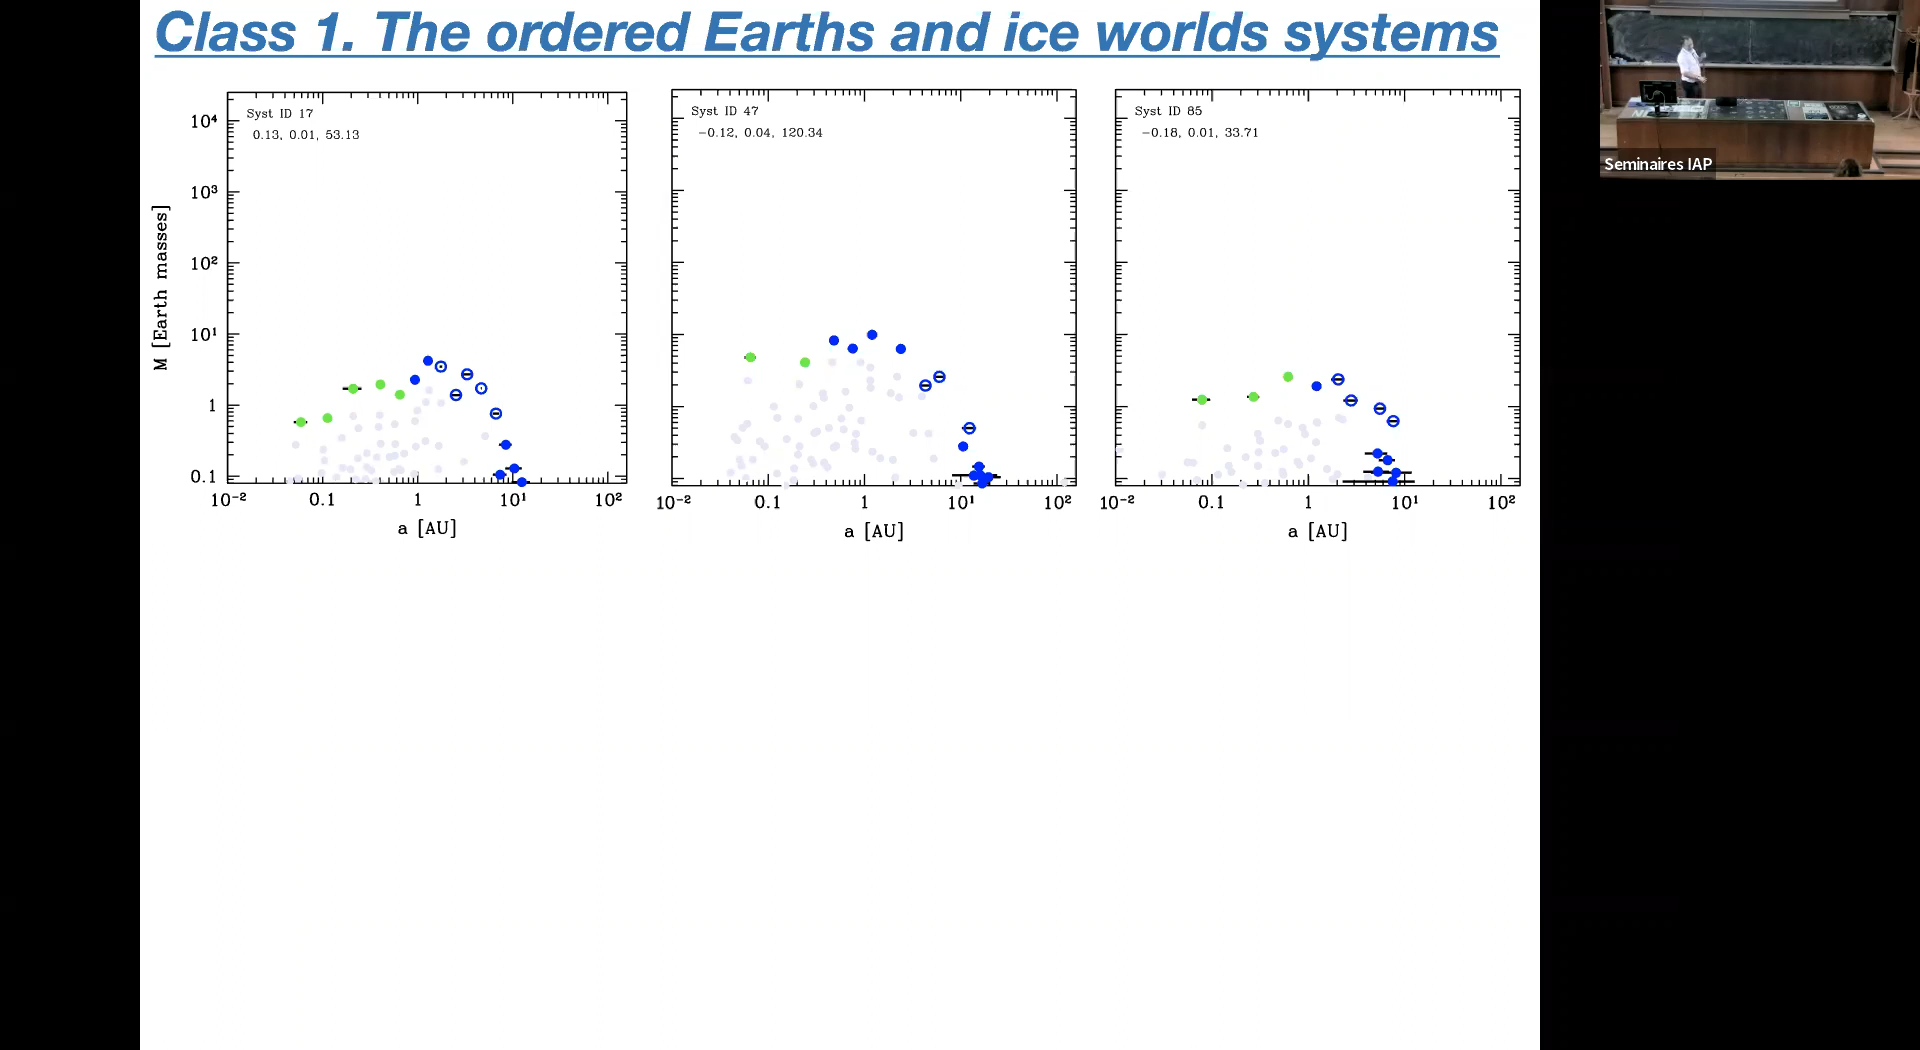 Class 1. The ordered Earths and ice worlds systems
Syst ID 17
0.13, 0.01, 53.13
M [Earth masses]
10⁴
10³
10²
10¹
1
0.1
10⁻² 0.1 1 10¹ 10²
a [AU]
Syst ID 47
−0.12, 0.04, 120.34
10⁻² 0.1 1 10¹ 10²
a [AU]
Syst ID 85
−0.18, 0.01, 33.71
10⁻² 0.1 1 10¹ 10²
a [AU]
Seminaires IAP